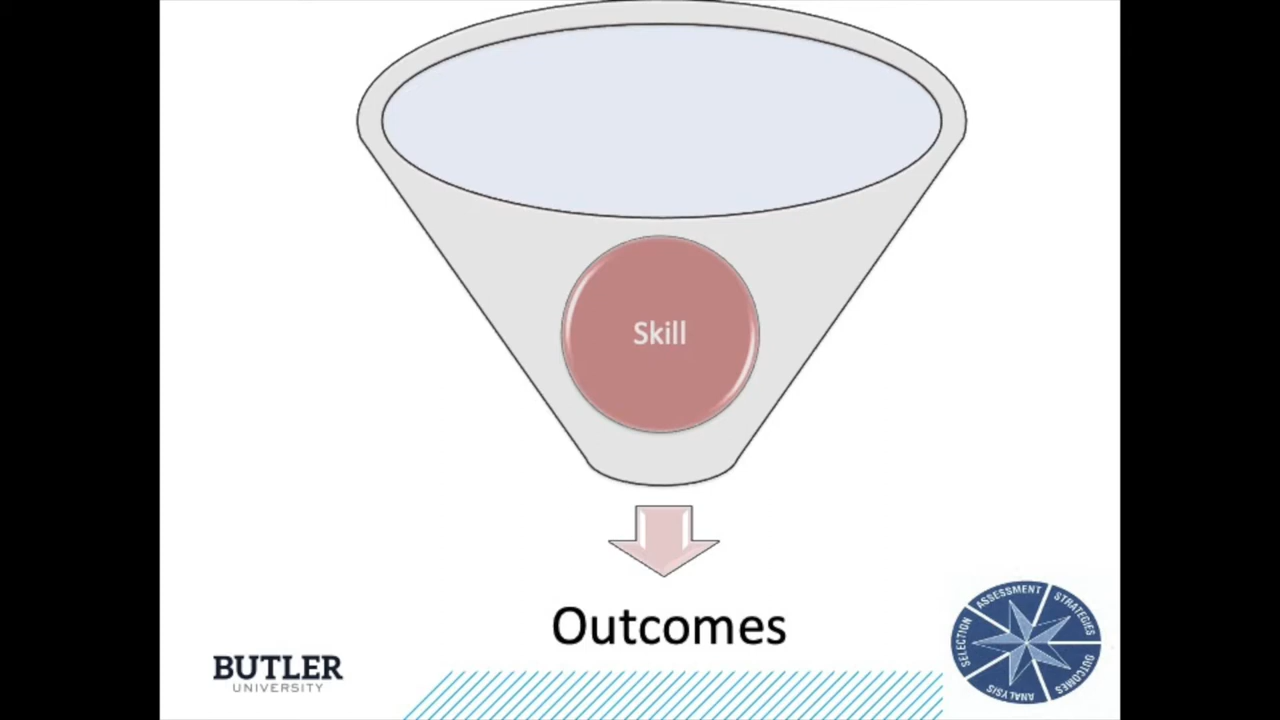 Skill
Outcomes
BUTLER
UNIVERSITY
SELECTION
ASSESSMENT
STRATEGIES
OUTCOMES
ANALYSIS